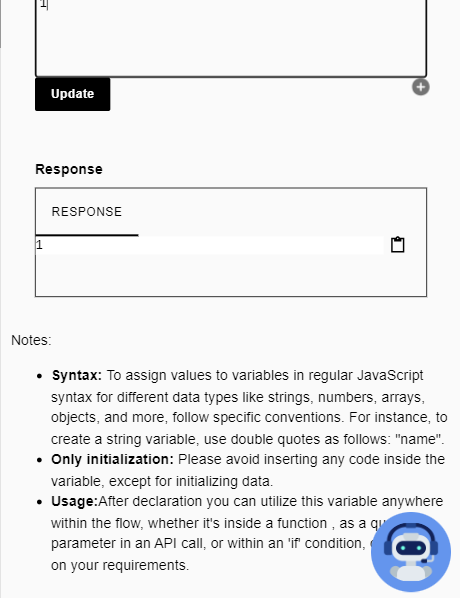 1
Update
Response
RESPONSE
1
Notes:
Syntax: To assign values to variables in regular JavaScript
syntax for different data types like strings, numbers, arrays,
objects, and more, follow specific conventions. For instance, to
create a string variable, use double quotes as follows: "name".
Only initialization: Please avoid inserting any code inside the
variable, except for initializing data.
Usage:After declaration you can utilize this variable anywhere
within the flow, whether it's inside a function , as a
parameter in an API call, or within an 'if' condition,
on your requirements.